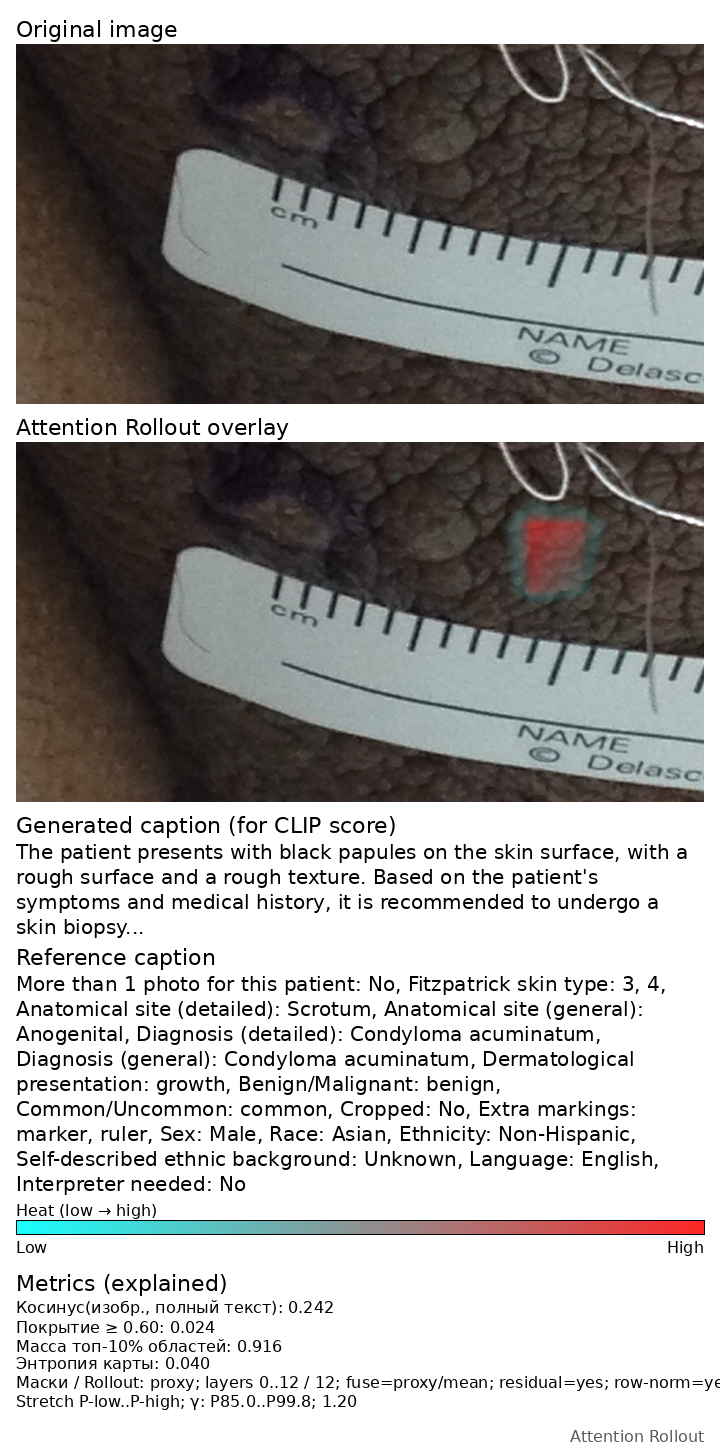 Original image
cm
NAME
© Delasc
Attention Rollout overlay
cm
NAME
© Delasc
Generated caption (for CLIP score)
The patient presents with black papules on the skin surface, with a
rough surface and a rough texture. Based on the patient's
symptoms and medical history, it is recommended to undergo a
skin biopsy...
Reference caption
More than 1 photo for this patient: No, Fitzpatrick skin type: 3, 4,
Anatomical site (detailed): Scrotum, Anatomical site (general):
Anogenital, Diagnosis (detailed): Condyloma acuminatum,
Diagnosis (general): Condyloma acuminatum, Dermatological
presentation: growth, Benign/Malignant: benign,
Common/Uncommon: common, Cropped: No, Extra markings:
marker, ruler, Sex: Male, Race: Asian, Ethnicity: Non-Hispanic,
Self-described ethnic background: Unknown, Language: English,
Interpreter needed: No
Heat (low → high)
Low High
Metrics (explained)
Косинус(изобр., полный текст): 0.242
Покрытие ≥ 0.60: 0.024
Масса топ-10% областей: 0.916
Энтропия карты: 0.040
Маски / Rollout: proxy; layers 0..12 / 12; fuse=proxy/mean; residual=yes; row-norm=ye
Stretch P-low..P-high; γ: P85.0..P99.8; 1.20
Attention Rollout